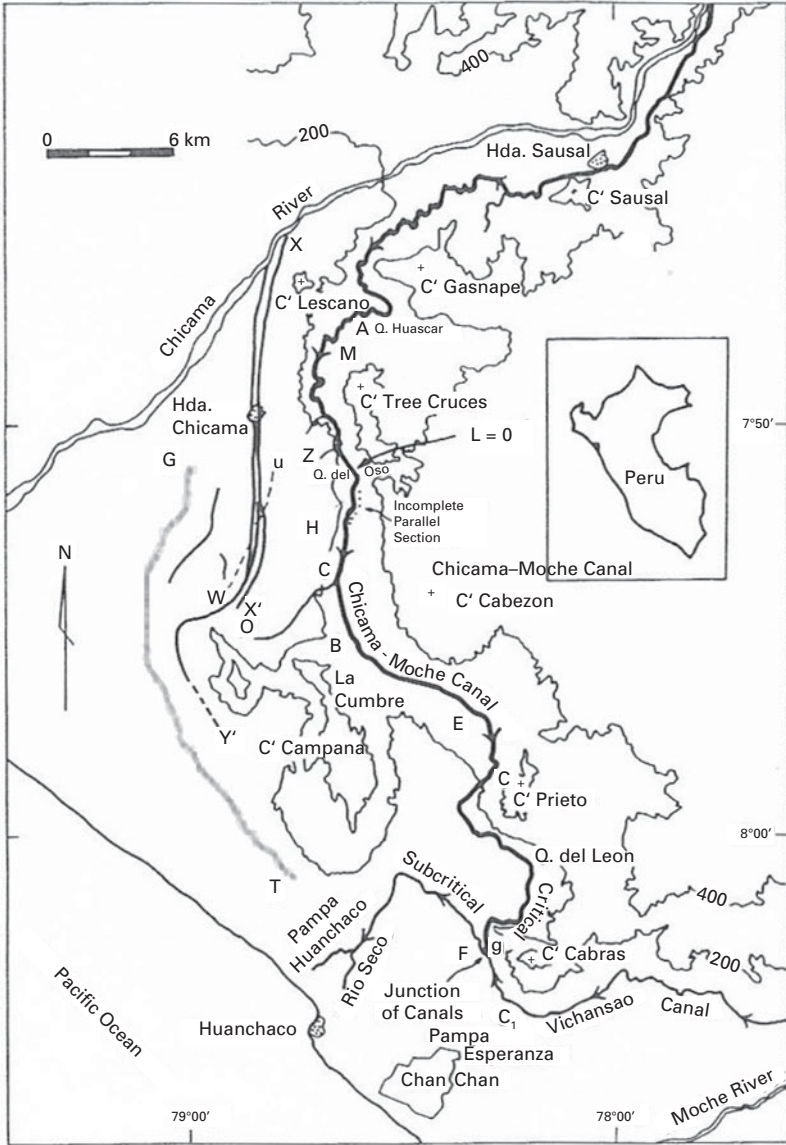 400
0
6 km
200
Hda. Sausal
C' Sausal
River
X
C' Gasnape
C' Lescano
Chicama
A
Q. Huascar
M
C' Tree Cruces
Hda.
Chicama
7°50'
L = 0
G
Z
u
Q. del
Oso
Peru
Incomplete
Parallel
Section
H
N
Chicama–Moche Canal
C
C' Cabezon
W
X'
O
Chicama - Moche Canal
B
La
Cumbre
E
Y'
C' Campana
C
C' Prieto
8°00'
Q. del Leon
Subcritical
Critical
T
400
Pampa
Huanchaco
Rio Seco
F
g
C' Cabras
200
Junction
of Canals
Pacific Ocean
Huanchaco
C₁
Vichansao
Canal
Pampa
Esperanza
Chan Chan
Moche River
79°00'
78°00'